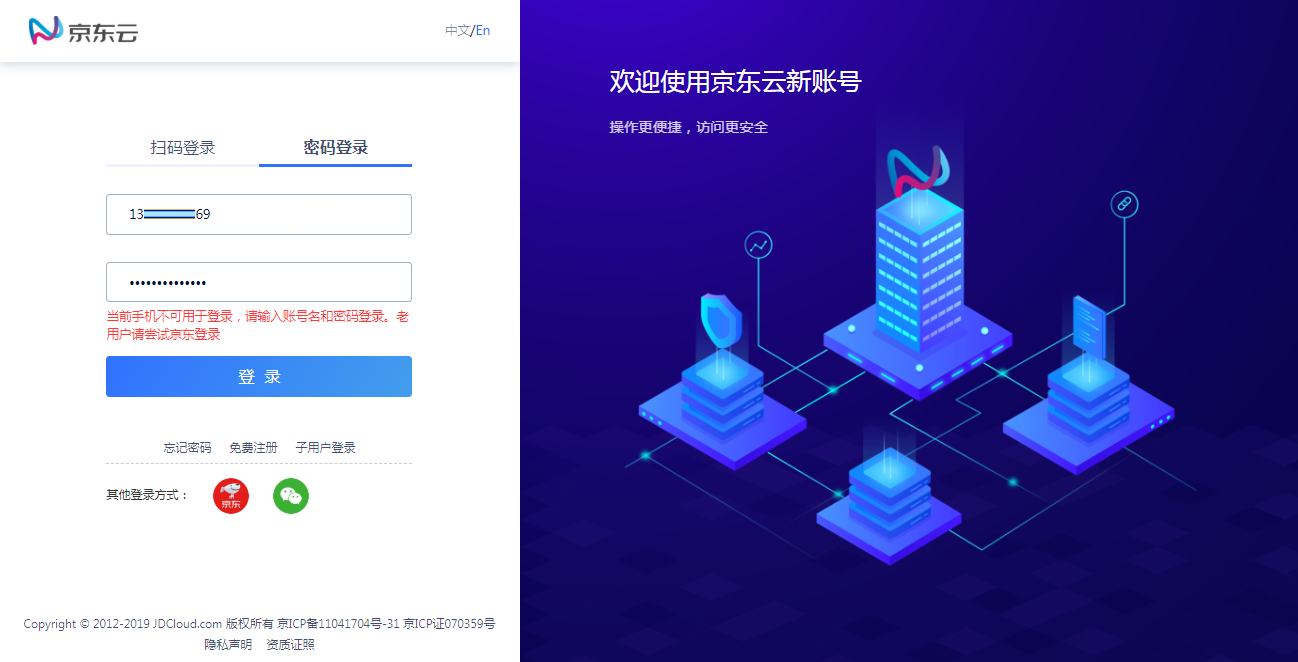 京东云
中文/En
扫码登录
密码登录
13
69
当前手机不可用于登录，请输入账号名和密码登录。老
用户请尝试京东登录
登 录
忘记密码 免费注册 子用户登录
其他登录方式：
京东
Copyright © 2012-2019 JDCloud.com 版权所有 京ICP备11041704号-31 京ICP证070359号
隐私声明 资质证照
欢迎使用京东云新账号
操作更便捷，访问更安全